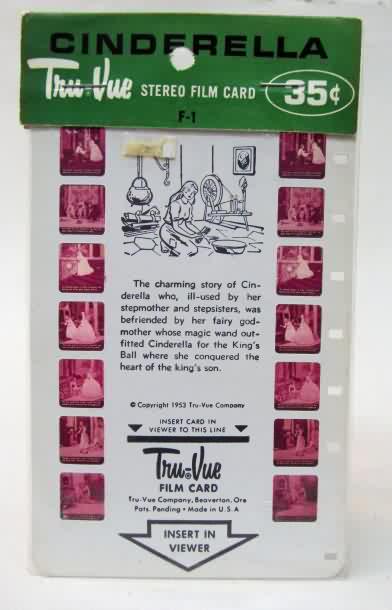 CINDERELLA
Tru-Vue STEREO FILM CARD 35¢
F-1
The charming story of Cin-
derella who, ill-used by her
stepmother and stepsisters, was
befriended by her fairy god-
mother whose magic wand out-
fitted Cinderella for the King's
Ball where she conquered the
heart of the king's son.
© Copyright 1953 Tru-Vue Company
INSERT CARD IN
VIEWER TO THIS LINE
Tru-Vue
®
FILM CARD
Tru-Vue Company, Beaverton, Ore
Pats. Pending • Made in U.S.A
INSERT IN
VIEWER